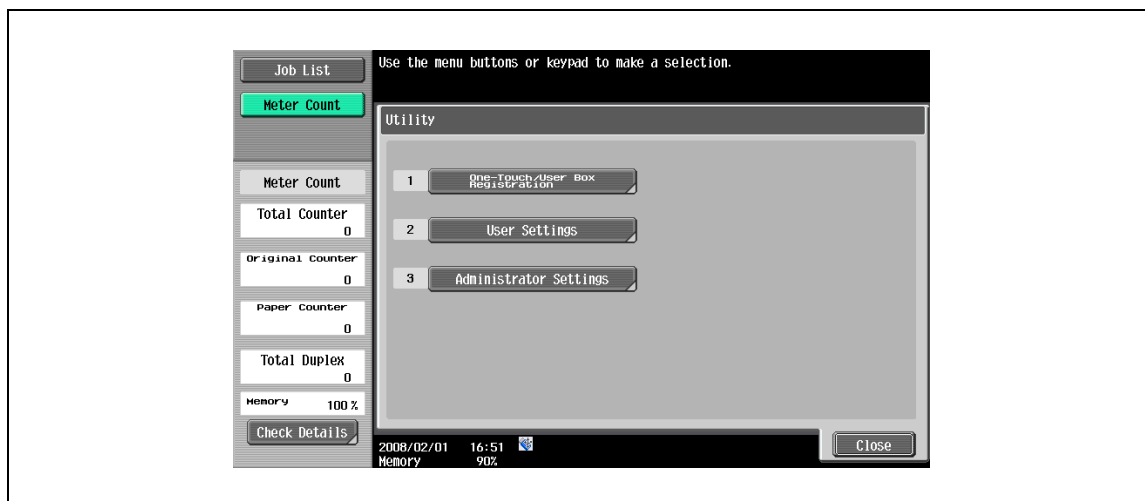 Job List
Meter Count
Use the menu buttons or keypad to make a selection.
Utility
1 One-Touch/User Box
Registration
2 User Settings
3 Administrator Settings
Meter Count
Total Counter
0
Original Counter
0
Paper Counter
0
Total Duplex
0
Memory 100%
Check Details
2008/02/01 16:51
Memory 90%
Close